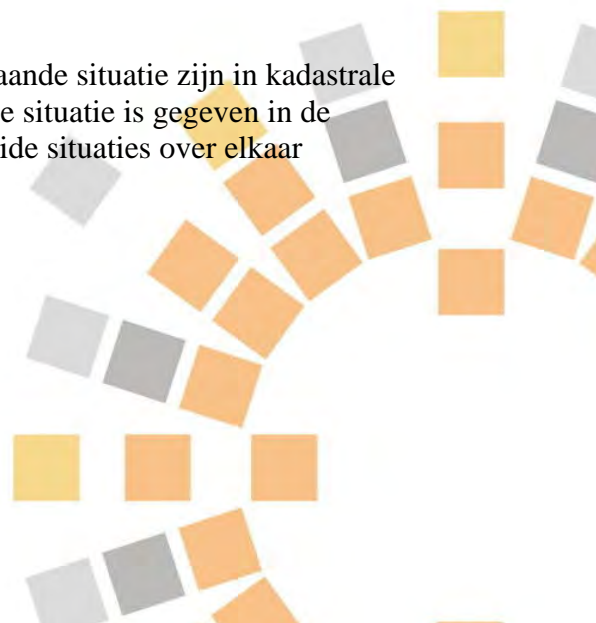 aande situatie zijn in kadastrale
e situatie is gegeven in de
ide situaties over elkaar